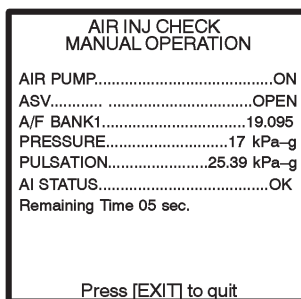 AIR INJ CHECK
MANUAL OPERATION
AIR PUMP............................................ON
ASV............. ...................................OPEN
A/F BANK1...................................19.095
PRESSURE.............................17 kPa–g
PULSATION........................25.39 kPa–g
AI STATUS.........................................OK
Remaining Time 05 sec.
Press [EXIT] to quit